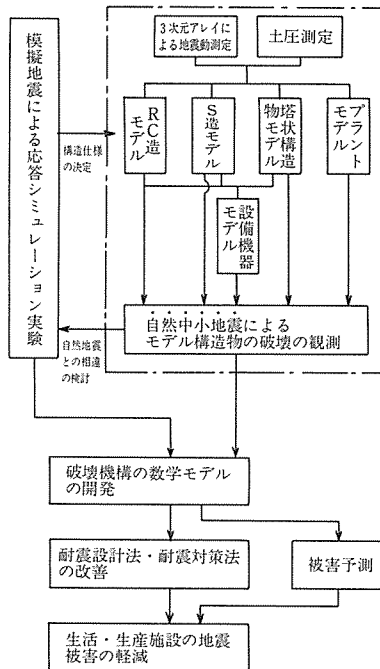 3次元アレイに
よる地震動測定
土圧測定
模擬地震による応答シミュレーション実験
構造仕様
の決定
RC造
モデル
S造モデル
塔状構造
物モデル
プラント
モデル
設備機器
モデル
自然中小地震による
モデル構造物の破壊の観測
自然地震
との相違
の検討
破壊機構の数学モデル
の開発
耐震設計法・耐震対策法
の改善
被害予測
生活・生産施設の地震
被害の軽減